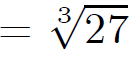 = ∛27